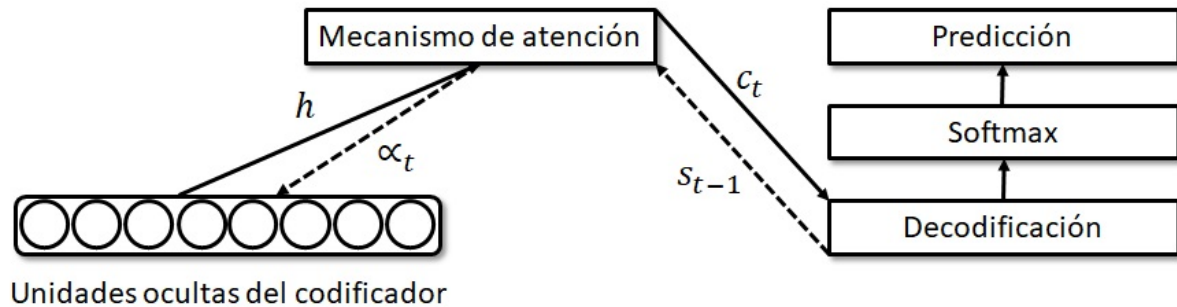 Mecanismo de atención
Predicción
h
c_t
∝_t
Softmax
s_{t−1}
Decodificación
Unidades ocultas del codificador